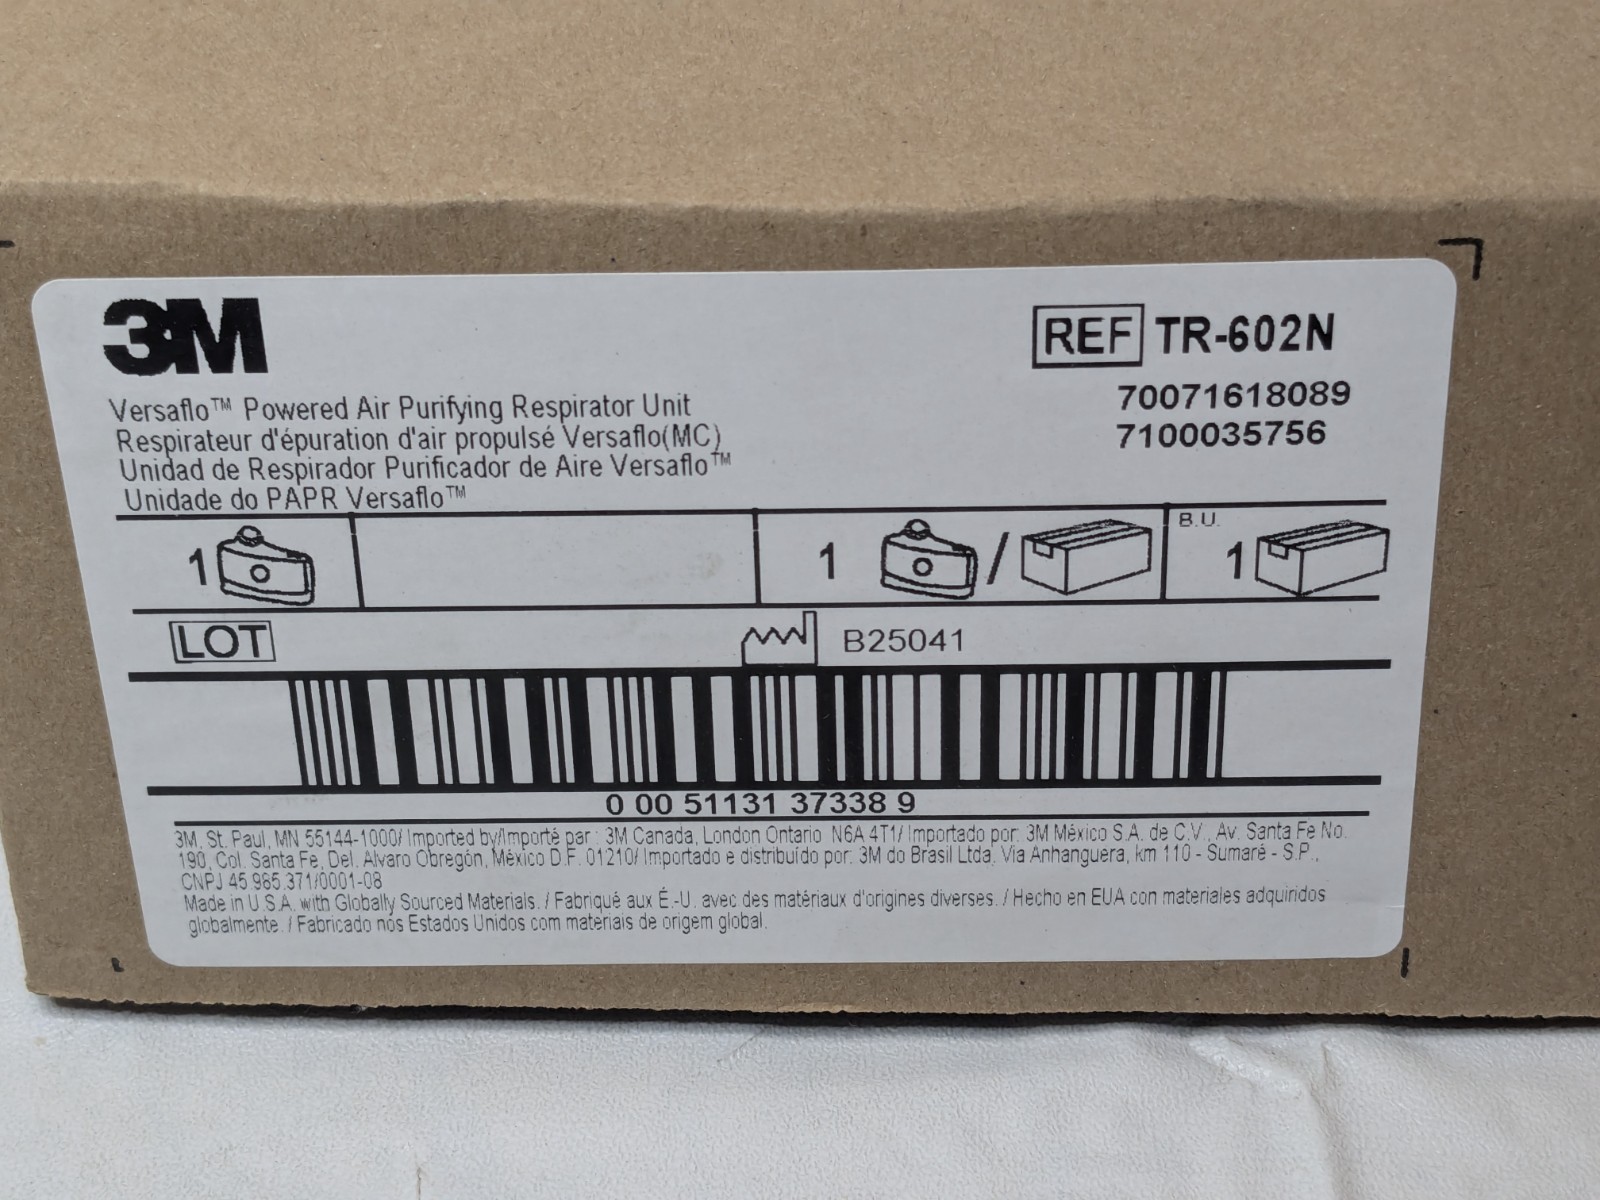 3M
REF TR-602N
70071618089
7100035756
Versaflo™ Powered Air Purifying Respirator Unit
Respirateur d'épuration d'air propulsé Versaflo(MC)
Unidad de Respirador Purificador de Aire Versaflo™
Unidade do PAPR Versaflo™
1 1 / B.U. 1
LOT B25041
0 00 51131 37338 9
3M, St. Paul, MN 55144-1000/ Imported by/Importé par : 3M Canada, London Ontario N6A 4T1/ Importado por: 3M México S.A. de C.V., Av. Santa Fe No.
190, Col. Santa Fe, Del. Alvaro Obregón, México D.F. 01210/ Importado e distribuído por: 3M do Brasil Ltda, Via Anhanguera, km 110 - Sumaré - S.P.,
CNPJ 45.985.371/0001-08
Made in U.S.A. with Globally Sourced Materials. / Fabriqué aux É.-U. avec des matériaux d'origines diverses. / Hecho en EUA con materiales adquiridos
globalmente. / Fabricado nos Estados Unidos com materiais de origem global.